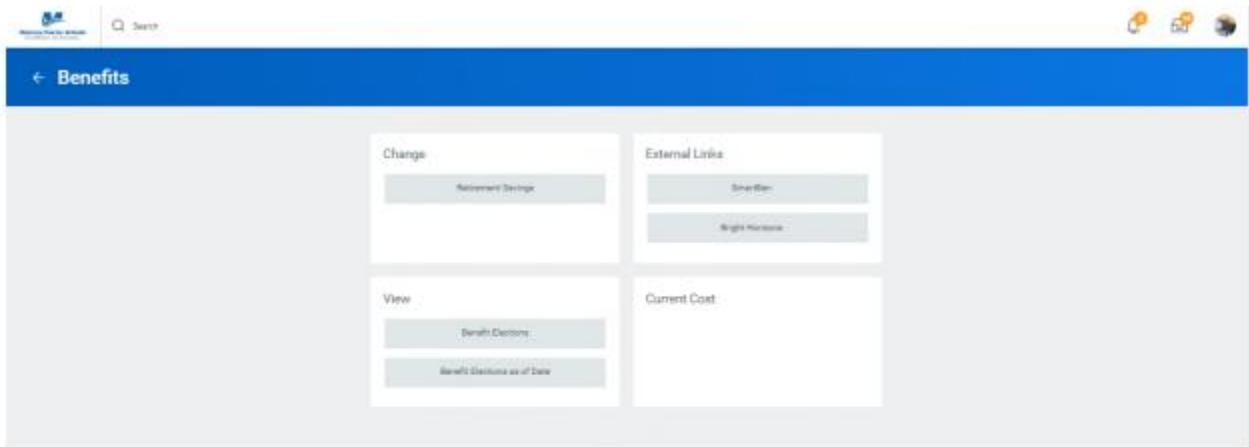 Search
Benefits
Change
Retirement Savings
External Links
SmartBen
Bright Horizons
View
Benefit Elections
Benefit Elections as of Date
Current Cost